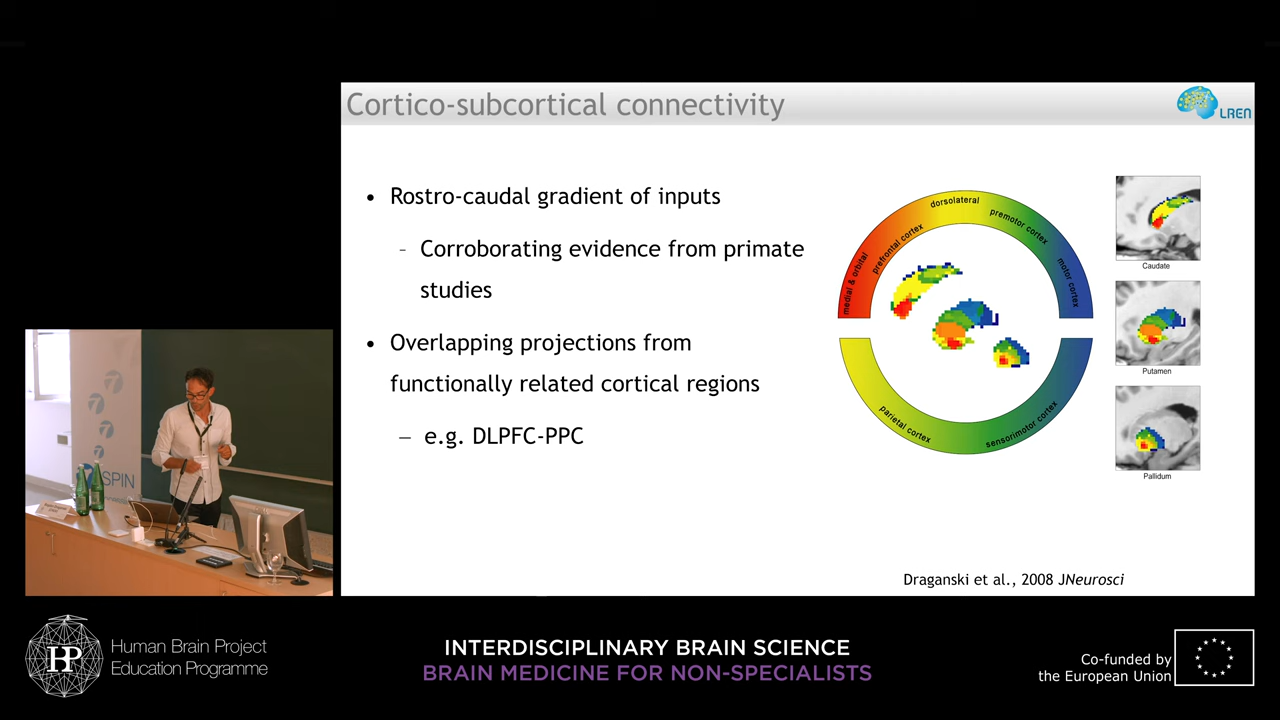 Cortico-subcortical connectivity
LREN
• Rostro-caudal gradient of inputs
- Corroborating evidence from primate
studies
• Overlapping projections from
functionally related cortical regions
– e.g. DLPFC-PPC
medial & orbital
prefrontal cortex
dorsolateral
premotor cortex
motor cortex
parietal cortex
sensorimotor cortex
Caudate
Putamen
Pallidum
Draganski et al., 2008 JNeurosci
SPIN
HBP
Human Brain Project
Education Programme
INTERDISCIPLINARY BRAIN SCIENCE
BRAIN MEDICINE FOR NON-SPECIALISTS
Co-funded by
the European Union